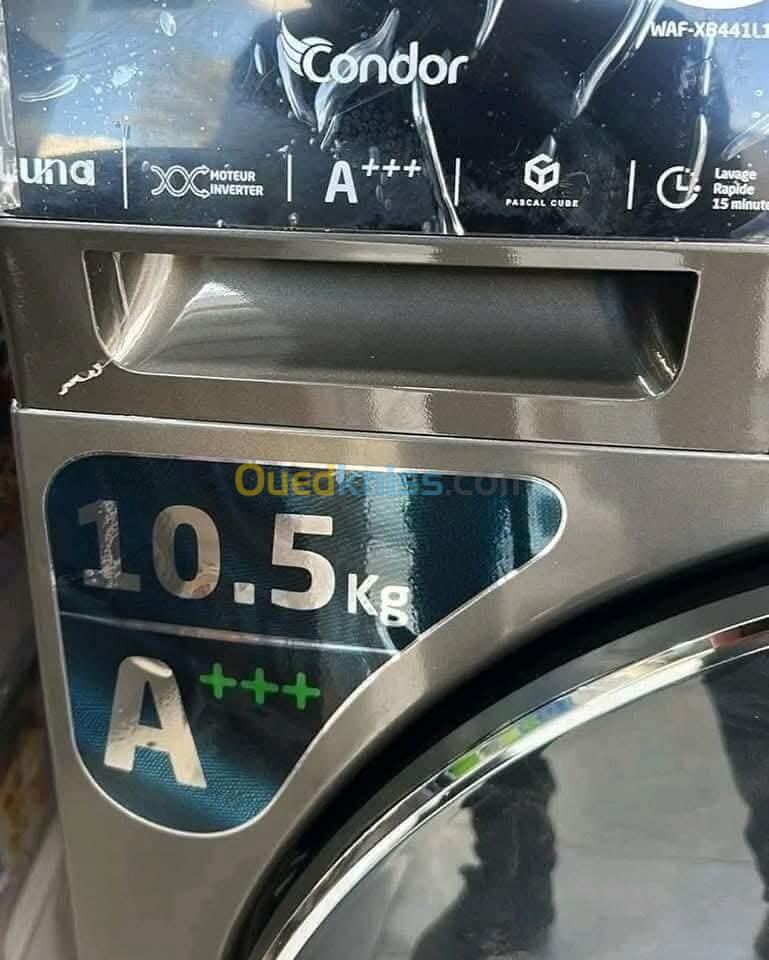 WAF-XB441L1
Condor
una
MOTEUR
INVERTER
A+++
PASCAL CUBE
Lavage
Rapide
15 minute
Ouedkniss.com
10.5Kg
A+++